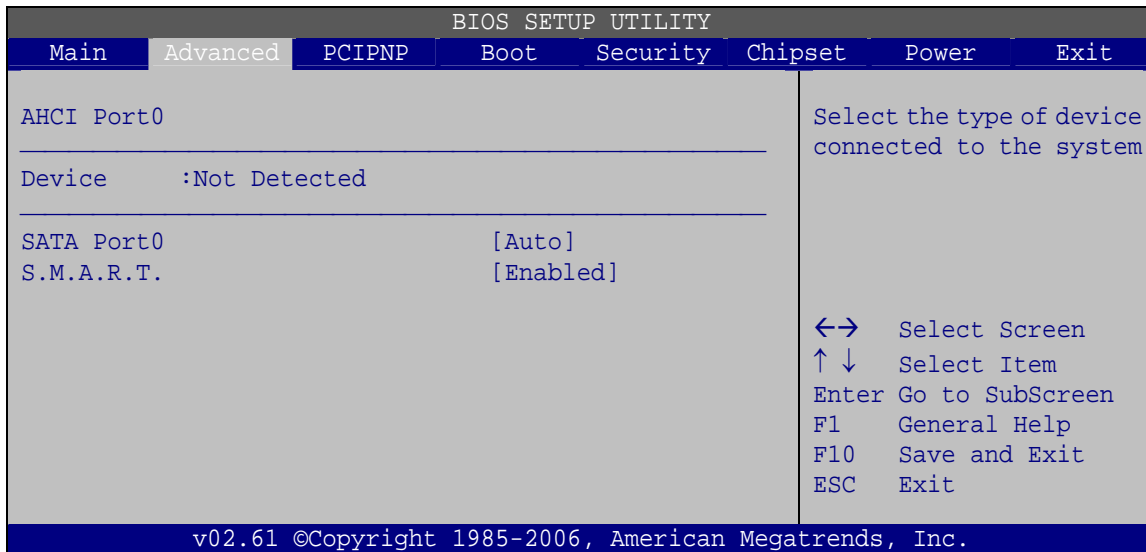 BIOS SETUP UTILITY
Main Advanced PCIPNP Boot Security Chipset Power Exit
AHCI Port0
Device :Not Detected
SATA Port0 [Auto]
S.M.A.R.T. [Enabled]
Select the type of device
connected to the system
←→ Select Screen
↑ ↓ Select Item
Enter Go to SubScreen
F1 General Help
F10 Save and Exit
ESC Exit
v02.61 ©Copyright 1985-2006, American Megatrends, Inc.